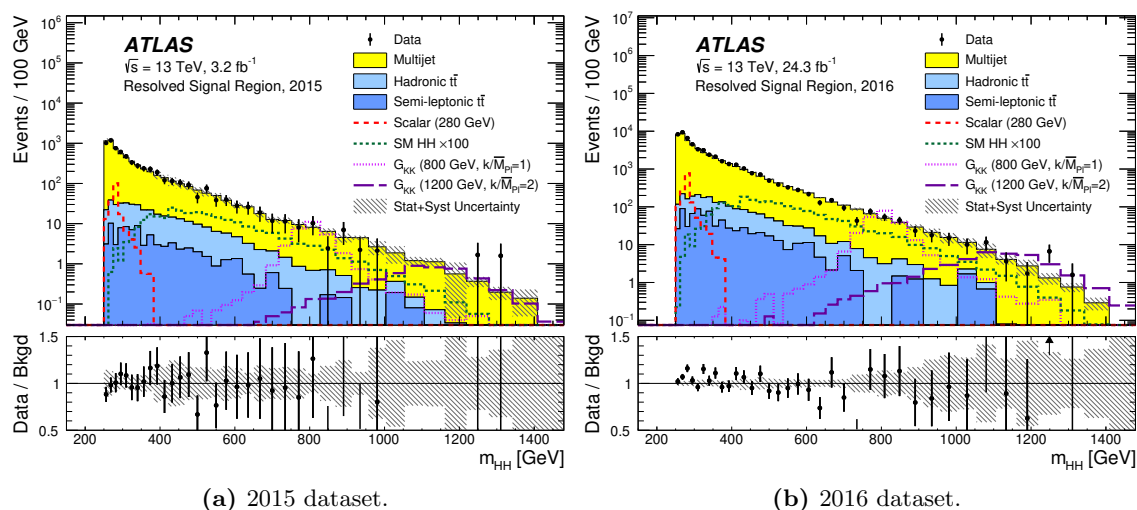 Events / 100 GeV
10⁶
10⁵
10⁴
10³
10²
10
1
10⁻¹
ATLAS
√s = 13 TeV, 3.2 fb⁻¹
Resolved Signal Region, 2015
Data
Multijet
Hadronic tt̄
Semi-leptonic tt̄
Scalar (280 GeV)
SM HH ×100
G_KK (800 GeV, k/M̄_Pl=1)
G_KK (1200 GeV, k/M̄_Pl=2)
Stat+Syst Uncertainty
Data / Bkgd
1.5
1
0.5
200 400 600 800 1000 1200 1400
m_HH [GeV]
(a) 2015 dataset.
Events / 100 GeV
10⁷
10⁶
10⁵
10⁴
10³
10²
10
1
10⁻¹
ATLAS
√s = 13 TeV, 24.3 fb⁻¹
Resolved Signal Region, 2016
Data
Multijet
Hadronic tt̄
Semi-leptonic tt̄
Scalar (280 GeV)
SM HH ×100
G_KK (800 GeV, k/M̄_Pl=1)
G_KK (1200 GeV, k/M̄_Pl=2)
Stat+Syst Uncertainty
Data / Bkgd
1.5
1
0.5
200 400 600 800 1000 1200 1400
m_HH [GeV]
(b) 2016 dataset.